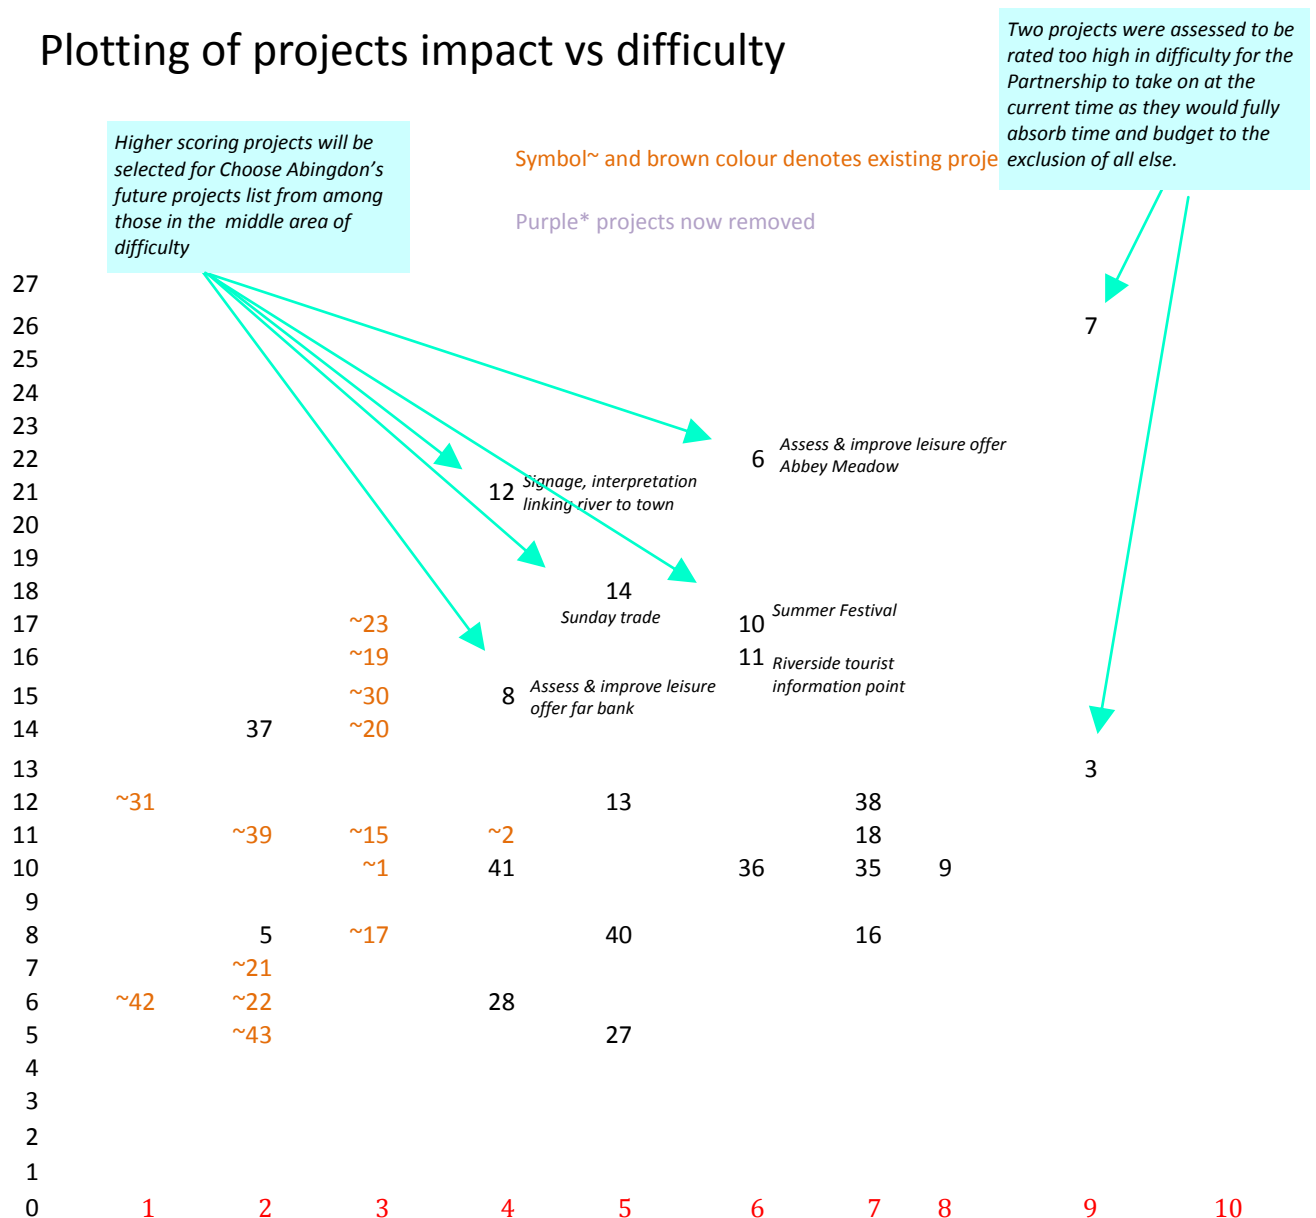 Plotting of projects impact vs difficulty
Two projects were assessed to be
rated too high in difficulty for the
Partnership to take on at the
current time as they would fully
absorb time and budget to the
exclusion of all else.
Higher scoring projects will be
selected for Choose Abingdon's
future projects list from among
those in the middle area of
difficulty
Symbol~ and brown colour denotes existing proje
Purple* projects now removed
27
26 7
25
24
23
22 6 Assess & improve leisure offer
Abbey Meadow
21 12 Signage, interpretation
linking river to town
20
19
18 14
Sunday trade
17 ~23 10 Summer Festival
16 ~19 11 Riverside tourist
information point
15 ~30 8 Assess & improve leisure
offer far bank
14 37 ~20
13 3
12 ~31 13 38
11 ~39 ~15 ~2 18
10 ~1 41 36 35 9
9
8 5 ~17 40 16
7 ~21
6 ~42 ~22 28
5 ~43 27
4
3
2
1
0 1 2 3 4 5 6 7 8 9 10